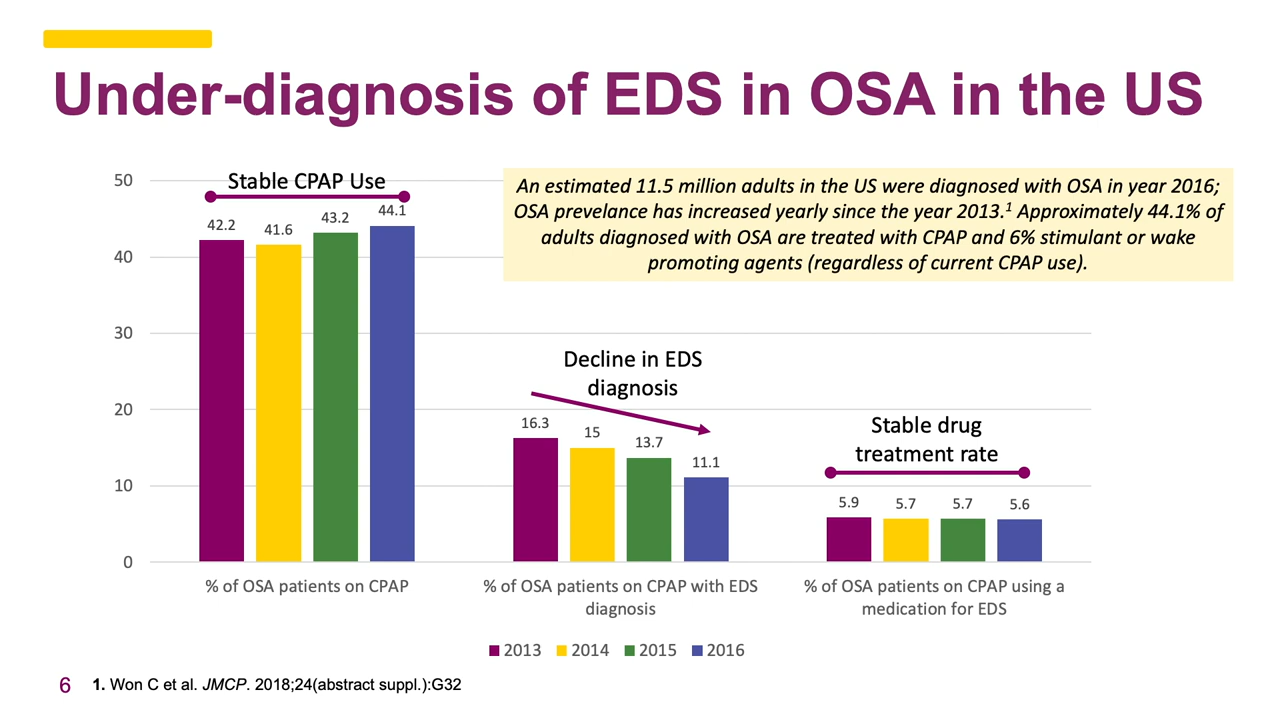 Under-diagnosis of EDS in OSA in the US
An estimated 11.5 million adults in the US were diagnosed with OSA in year 2016;
OSA prevelance has increased yearly since the year 2013.1 Approximately 44.1% of
adults diagnosed with OSA are treated with CPAP and 6% stimulant or wake
promoting agents (regardless of current CPAP use).
50
40
30
20
10
0
Stable CPAP Use
42.2
41.6
43.2
44.1
Decline in EDS
diagnosis
16.3
15
13.7
11.1
Stable drug
treatment rate
5.9
5.7
5.7
5.6
% of OSA patients on CPAP
% of OSA patients on CPAP with EDS
diagnosis
% of OSA patients on CPAP using a
medication for EDS
2013 2014 2015 2016
6
1. Won C et al. JMCP. 2018;24(abstract suppl.):G32